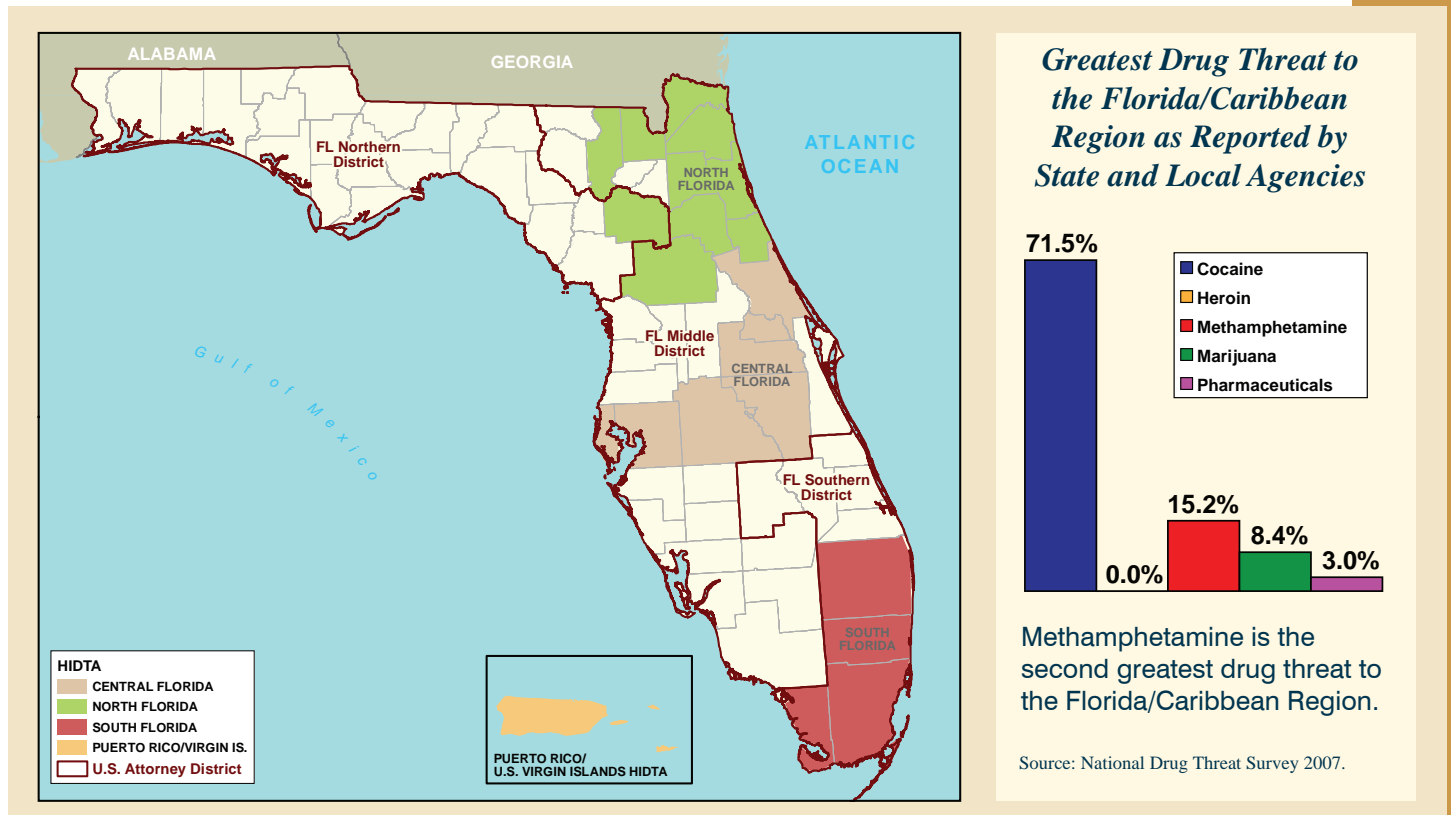 ALABAMA
GEORGIA
ATLANTIC
OCEAN
FL Northern
District
NORTH
FLORIDA
Gulf of Mexico
FL Middle
District
CENTRAL
FLORIDA
FL Southern
District
SOUTH
FLORIDA
HIDTA
CENTRAL FLORIDA
NORTH FLORIDA
SOUTH FLORIDA
PUERTO RICO/VIRGIN IS.
U.S. Attorney District
PUERTO RICO/
U.S. VIRGIN ISLANDS HIDTA
Greatest Drug Threat to
the Florida/Caribbean
Region as Reported by
State and Local Agencies
71.5%
Cocaine
Heroin
Methamphetamine
Marijuana
Pharmaceuticals
0.0%
15.2%
8.4%
3.0%
Methamphetamine is the
second greatest drug threat to
the Florida/Caribbean Region.
Source: National Drug Threat Survey 2007.